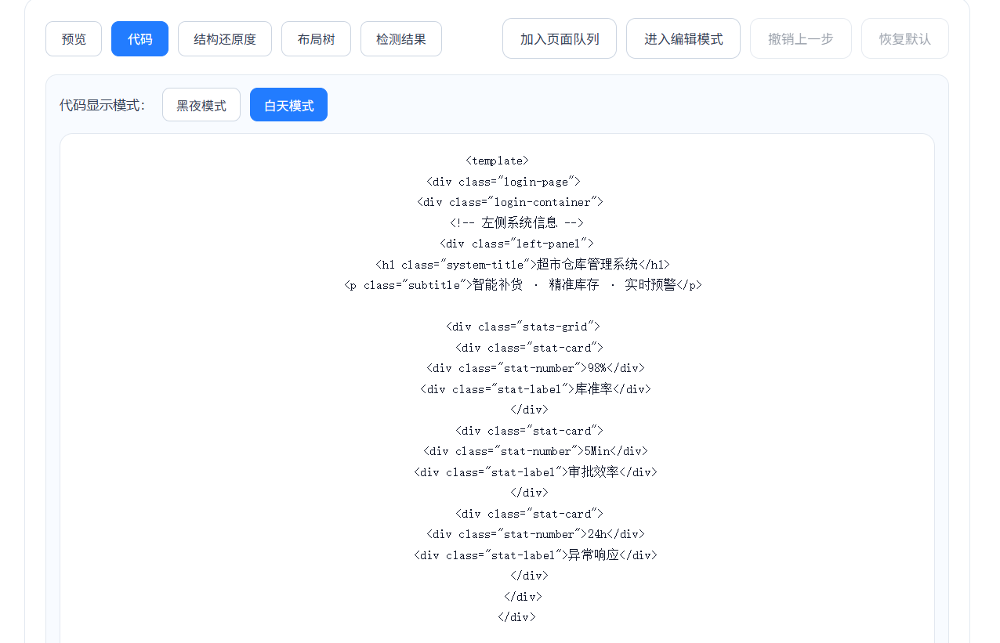 预览 代码 结构还原度 布局树 检测结果 加入页面队列 进入编辑模式 撤销上一步 恢复默认
代码显示模式： 黑夜模式 白天模式
<template>
<div class="login-page">
<div class="login-container">
<!-- 左侧系统信息 -->
<div class="left-panel">
<h1 class="system-title">超市仓库管理系统</h1>
<p class="subtitle">智能补货 · 精准库存 · 实时预警</p>
<div class="stats-grid">
<div class="stat-card">
<div class="stat-number">98%</div>
<div class="stat-label">库准率</div>
</div>
<div class="stat-card">
<div class="stat-number">5Min</div>
<div class="stat-label">审批效率</div>
</div>
<div class="stat-card">
<div class="stat-number">24h</div>
<div class="stat-label">异常响应</div>
</div>
</div>
</div>